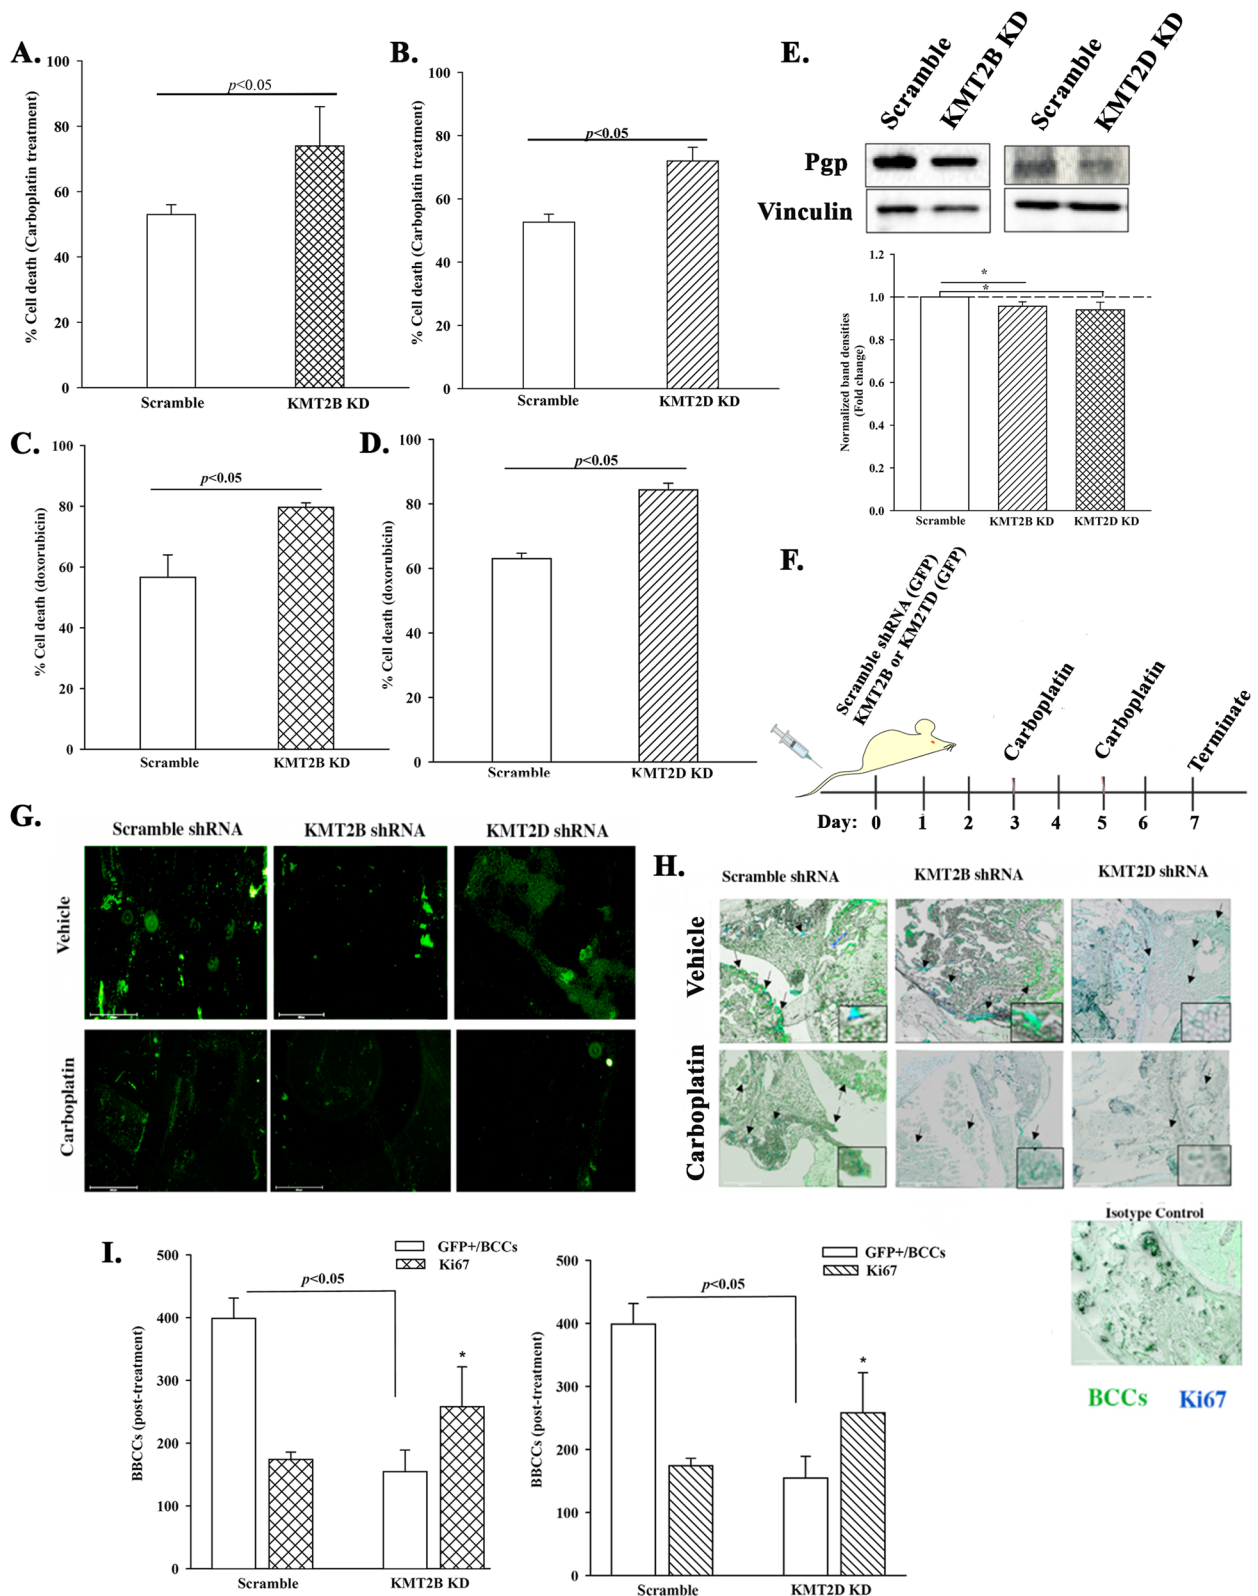 A.
% Cell death (Carboplatin treatment)
100
80
60
40
20
0
p<0.05
Scramble
KMT2B KD
B.
% Cell death (Carboplatin treatment)
100
80
60
40
20
0
p<0.05
Scramble
KMT2D KD
C.
% Cell death (doxorubicin)
100
80
60
40
20
0
p<0.05
Scramble
KMT2B KD
D.
% Cell death (doxorubicin)
100
80
60
40
20
0
p<0.05
Scramble
KMT2D KD
E.
Scramble
KMT2B KD
Scramble
KMT2D KD
Pgp
Vinculin
Normalized band densities
(Fold change)
1.2
1.0
0.8
0.6
0.4
0.2
0.0
*
*
Scramble
KMT2B KD
KMT2D KD
F.
Scramble shRNA (GFP)
KMT2B or KM2TD (GFP)
Carboplatin
Carboplatin
Terminate
Day: 0 1 2 3 4 5 6 7
G.
Scramble shRNA
KMT2B shRNA
KMT2D shRNA
Vehicle
Carboplatin
H.
Scramble shRNA
KMT2B shRNA
KMT2D shRNA
Vehicle
Carboplatin
Isotype Control
BCCs Ki67
I.
BBCCs (post-treatment)
500
400
300
200
100
0
GFP+/BCCs
Ki67
p<0.05
*
Scramble
KMT2B KD
BBCCs (post-treatment)
500
400
300
200
100
0
GFP+/BCCs
Ki67
p<0.05
*
Scramble
KMT2D KD